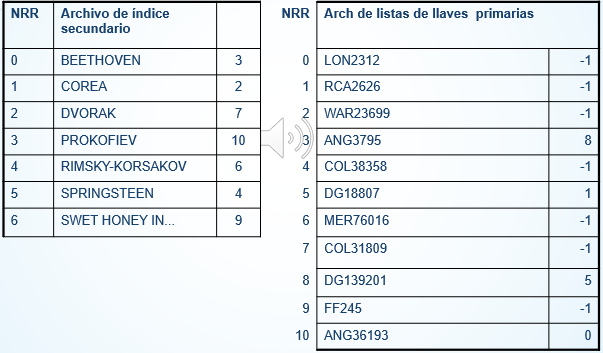 NRR Archivo de índice
secundario
0 BEETHOVEN 3
1 COREA 2
2 DVORAK 7
3 PROKOFIEV 10
4 RIMSKY-KORSAKOV 6
5 SPRINGSTEEN 4
6 SWET HONEY IN... 9
NRR Arch de listas de llaves primarias
0 LON2312 -1
1 RCA2626 -1
2 WAR23699 -1
3 ANG3795 8
4 COL38358 -1
5 DG18807 1
6 MER76016 -1
7 COL31809 -1
8 DG139201 5
9 FF245 -1
10 ANG36193 0